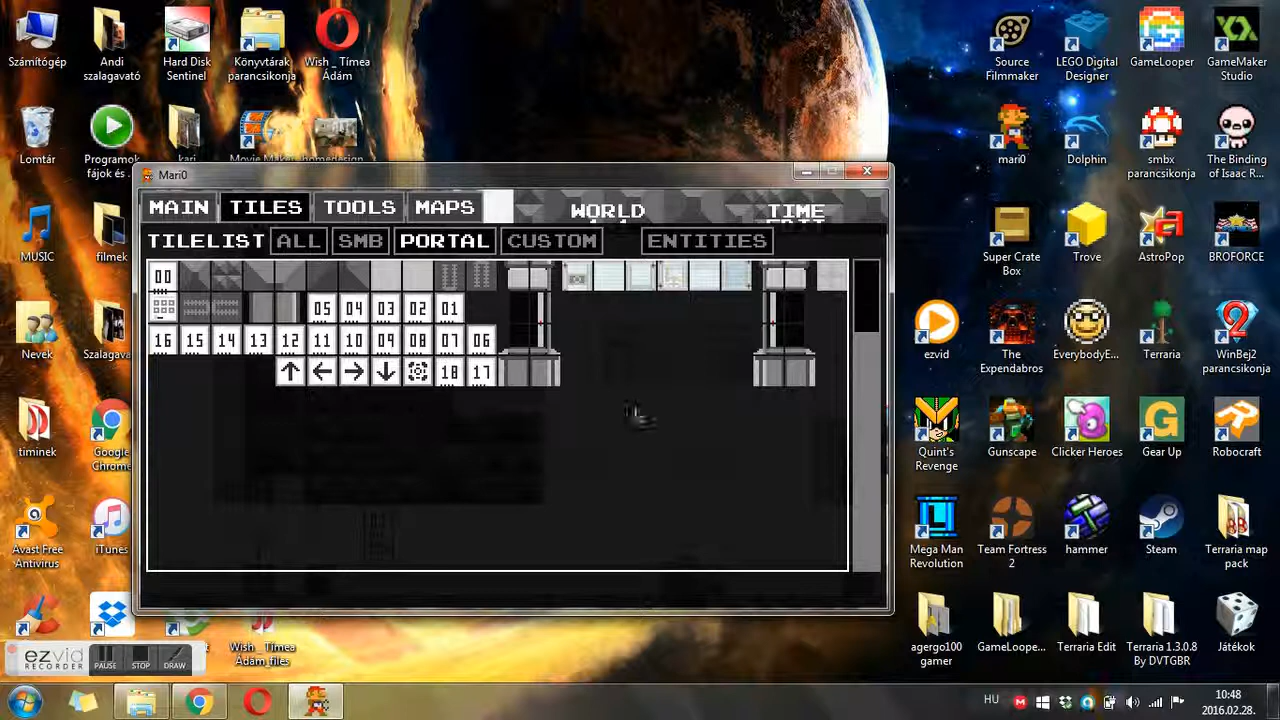 Számítógép
Andi szalagavató
Hard Disk Sentinel
Könyvtárak parancsikonja
Wish _ Tímea Ádám
Source Filmmaker
LEGO Digital Designer
GameLooper
GameMaker Studio
Lomtár
Programok fájok és
kari
Movie Maker
homedesign
mari0
Dolphin
smbx parancsikonja
The Binding of Isaac R...
Mari0
MAIN TILES TOOLS MAPS WORLD TIME
TILELIST ALL SMB PORTAL CUSTOM ENTITIES
00
05 04 03 02 01
16 15 14 13 12 11 10 09 08 07 06
18 17
MUSIC
filmek
Super Crate Box
Trove
AstroPop
BROFORCE
Nevek
Szalagava
ezvid
The Expendabros
EverybodyE...
Terraria
WinBej2 parancsikonja
timinek
Google Chrome
Quint's Revenge
Gunscape
Clicker Heroes
Gear Up
Robocraft
Avast Free Antivirus
iTunes
Mega Man Revolution
Team Fortress 2
hammer
Steam
Terraria map pack
Wish _ Tímea Ádám_files
agergo100 gamer
GameLoope...
Terraria Edit
Terraria 1.3.0.8 By DVTGBR
Játékok
ezvid RECORDER PAUSE STOP DRAW
HU
10:48
2016.02.28.